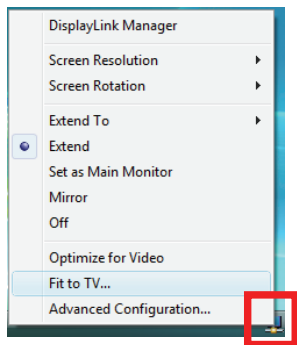 DisplayLink Manager
Screen Resolution
Screen Rotation
Extend To
Extend
Set as Main Monitor
Mirror
Off
Optimize for Video
Fit to TV...
Advanced Configuration...